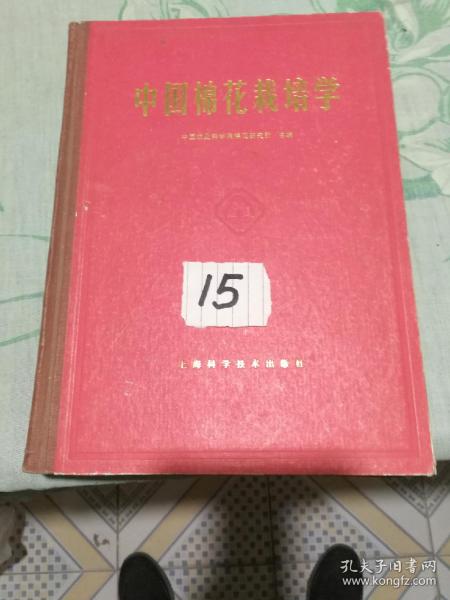 中国棉花栽培学
中国农业科学院棉花研究所 主编
15
上海科学技术出版社
孔夫子旧书网
www.kongfz.com